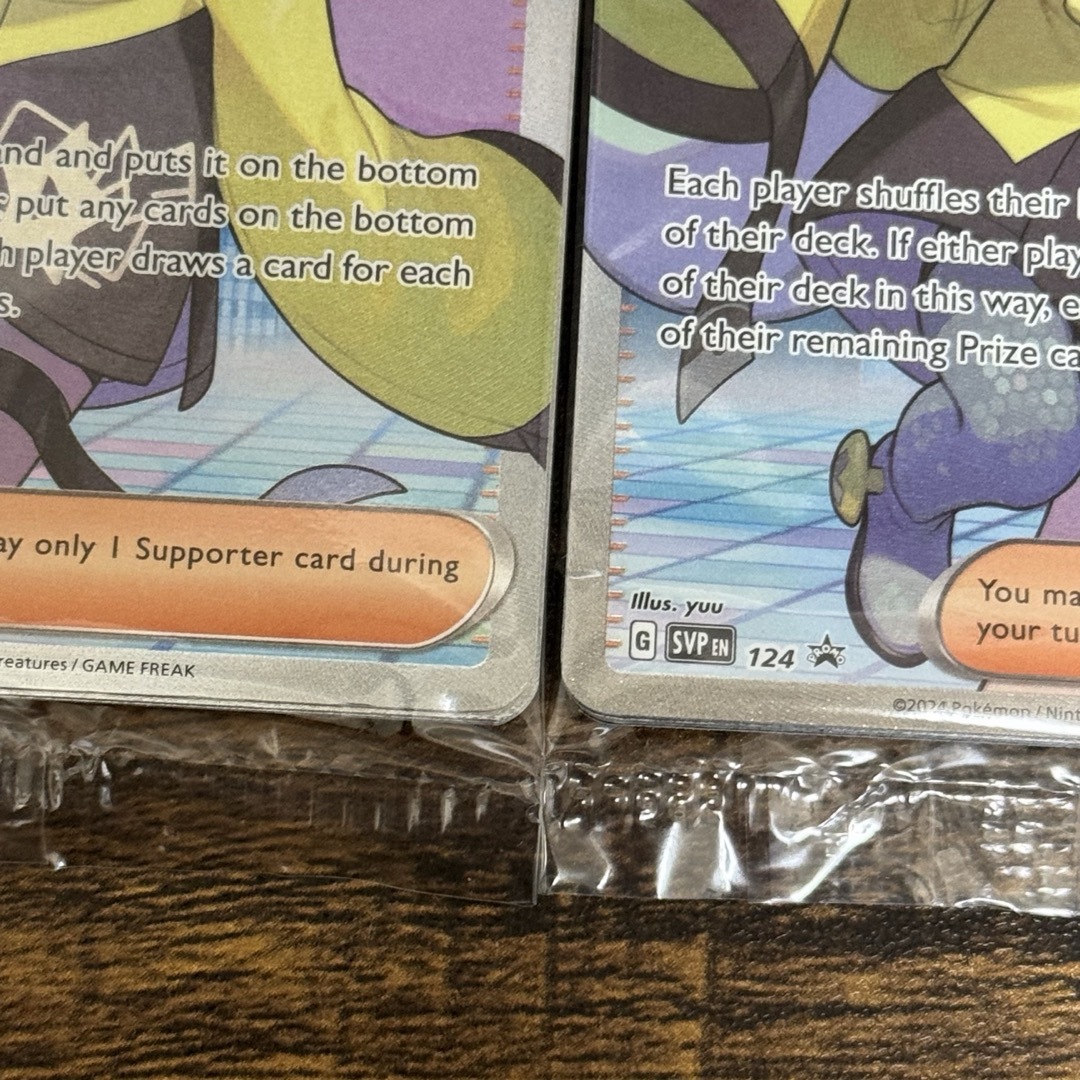 nd and puts it on the bottom
put any cards on the bottom
h player draws a card for each
s.
ay only 1 Supporter card during
reatures / GAME FREAK
Each player shuffles their
of their deck. If either play
of their deck in this way, e
of their remaining Prize ca
You ma
your tu
Illus. yuu
G SVP EN 124 PROMO
©2024 Pokémon / Nint